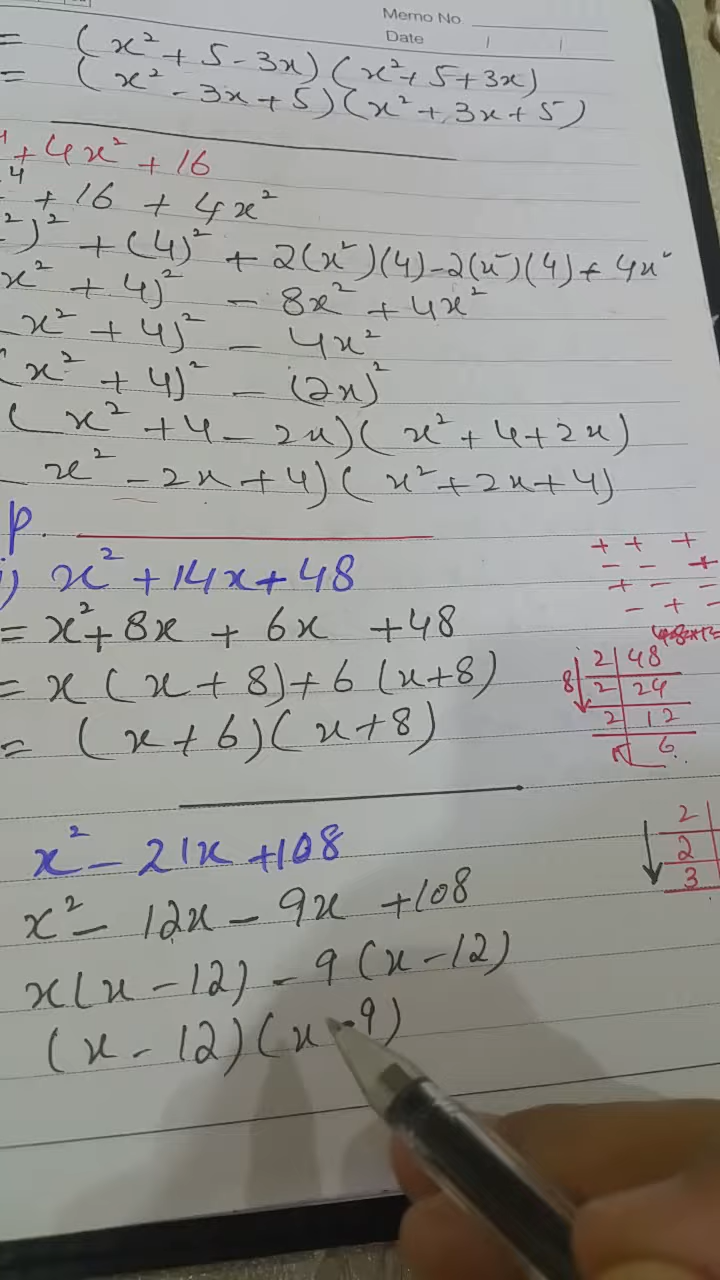 Memo No.
Date
= (x² + 5 - 3x) (x² + 5 + 3x)
= (x² - 3x + 5) (x² + 3x + 5)
+ 4x² + 16
4 + 16 + 4x²
²)² + (4)² + 2(x²)(4) - 2(x²)(4) + 4x²
x² + 4)² - 8x² + 4x²
x² + 4)² - 4x²
(x² + 4)² - (2x)²
(x² + 4 - 2x) (x² + 4 + 2x)
x² - 2x + 4) (x² + 2x + 4)
p.
i) x² + 14x + 48
= x² + 8x + 6x + 48
= x (x + 8) + 6 (x + 8)
= (x + 6) (x + 8)
+ + +
- - +
+ - -
- + -
2 | 48
8 2 | 24
2 | 12
6
x² - 21x + 108
x² - 12x - 9x + 108
x(x - 12) - 9 (x - 12)
(x - 12) (x - 9)
2
2
3